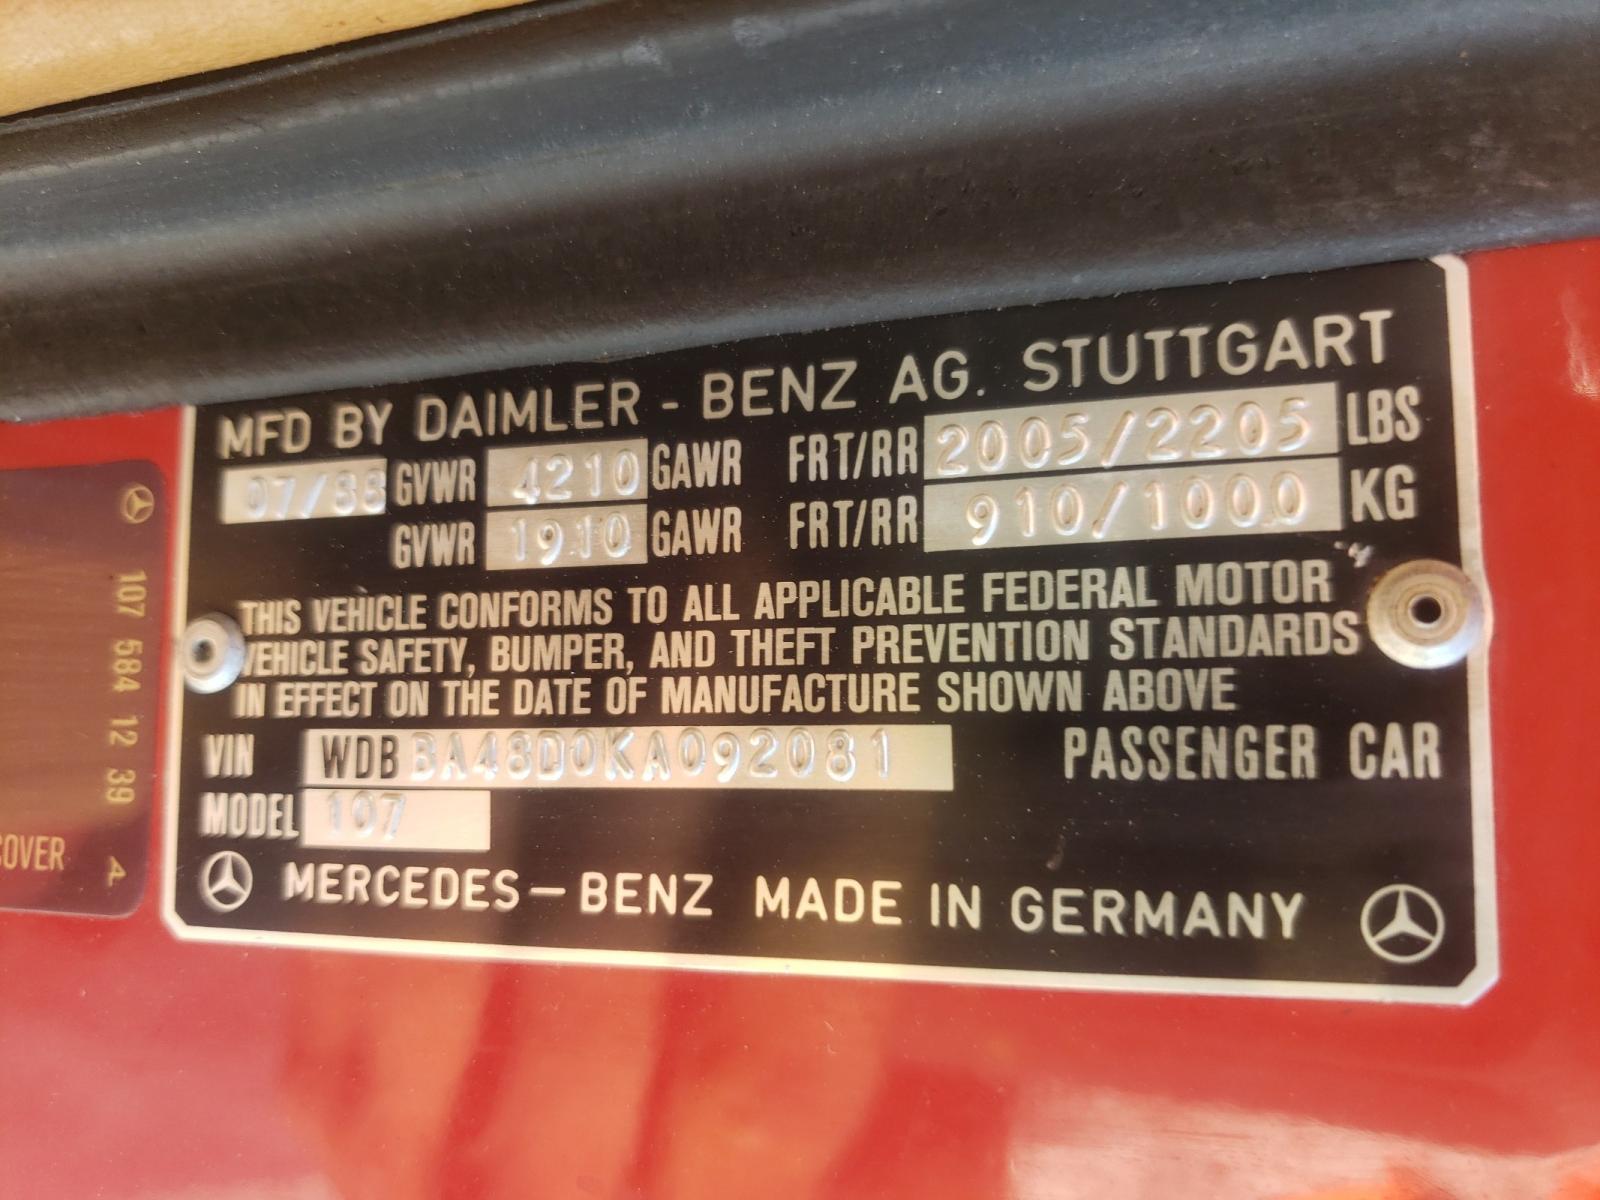 MFD BY DAIMLER - BENZ AG. STUTTGART
07/88 GVWR 4210 GAWR FRT/RR 2005/2205 LBS
GVWR 1910 GAWR FRT/RR 910/1000 KG
THIS VEHICLE CONFORMS TO ALL APPLICABLE FEDERAL MOTOR
VEHICLE SAFETY, BUMPER, AND THEFT PREVENTION STANDARDS
IN EFFECT ON THE DATE OF MANUFACTURE SHOWN ABOVE
VIN WDBBA48D0KA092081 PASSENGER CAR
MODEL 107
MERCEDES-BENZ MADE IN GERMANY
107 584 12 39
COVER A